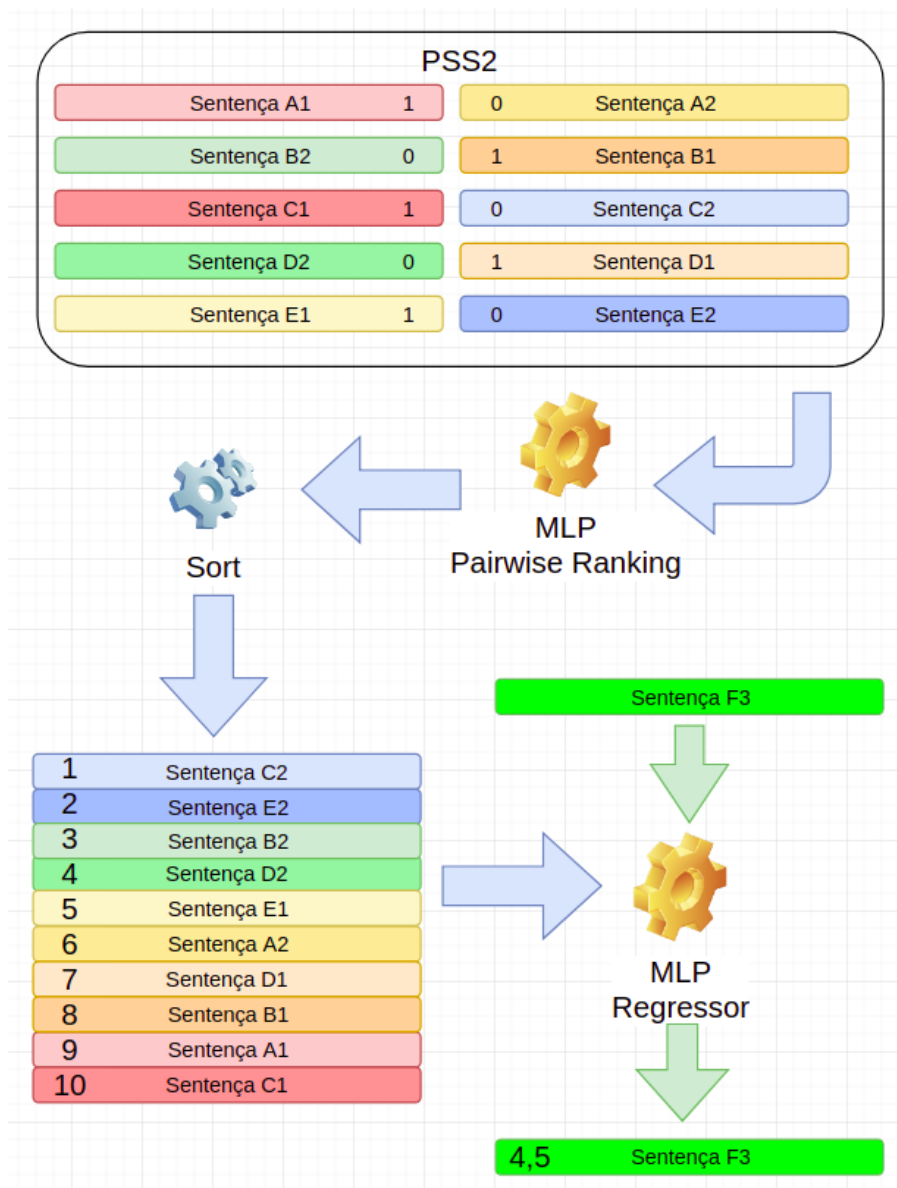 PSS2
Sentença A1 1 0 Sentença A2
Sentença B2 0 1 Sentença B1
Sentença C1 1 0 Sentença C2
Sentença D2 0 1 Sentença D1
Sentença E1 1 0 Sentença E2
MLP
Pairwise Ranking
Sort
Sentença F3
1 Sentença C2
2 Sentença E2
3 Sentença B2
4 Sentença D2
5 Sentença E1
6 Sentença A2
7 Sentença D1
8 Sentença B1
9 Sentença A1
10 Sentença C1
MLP
Regressor
4,5 Sentença F3